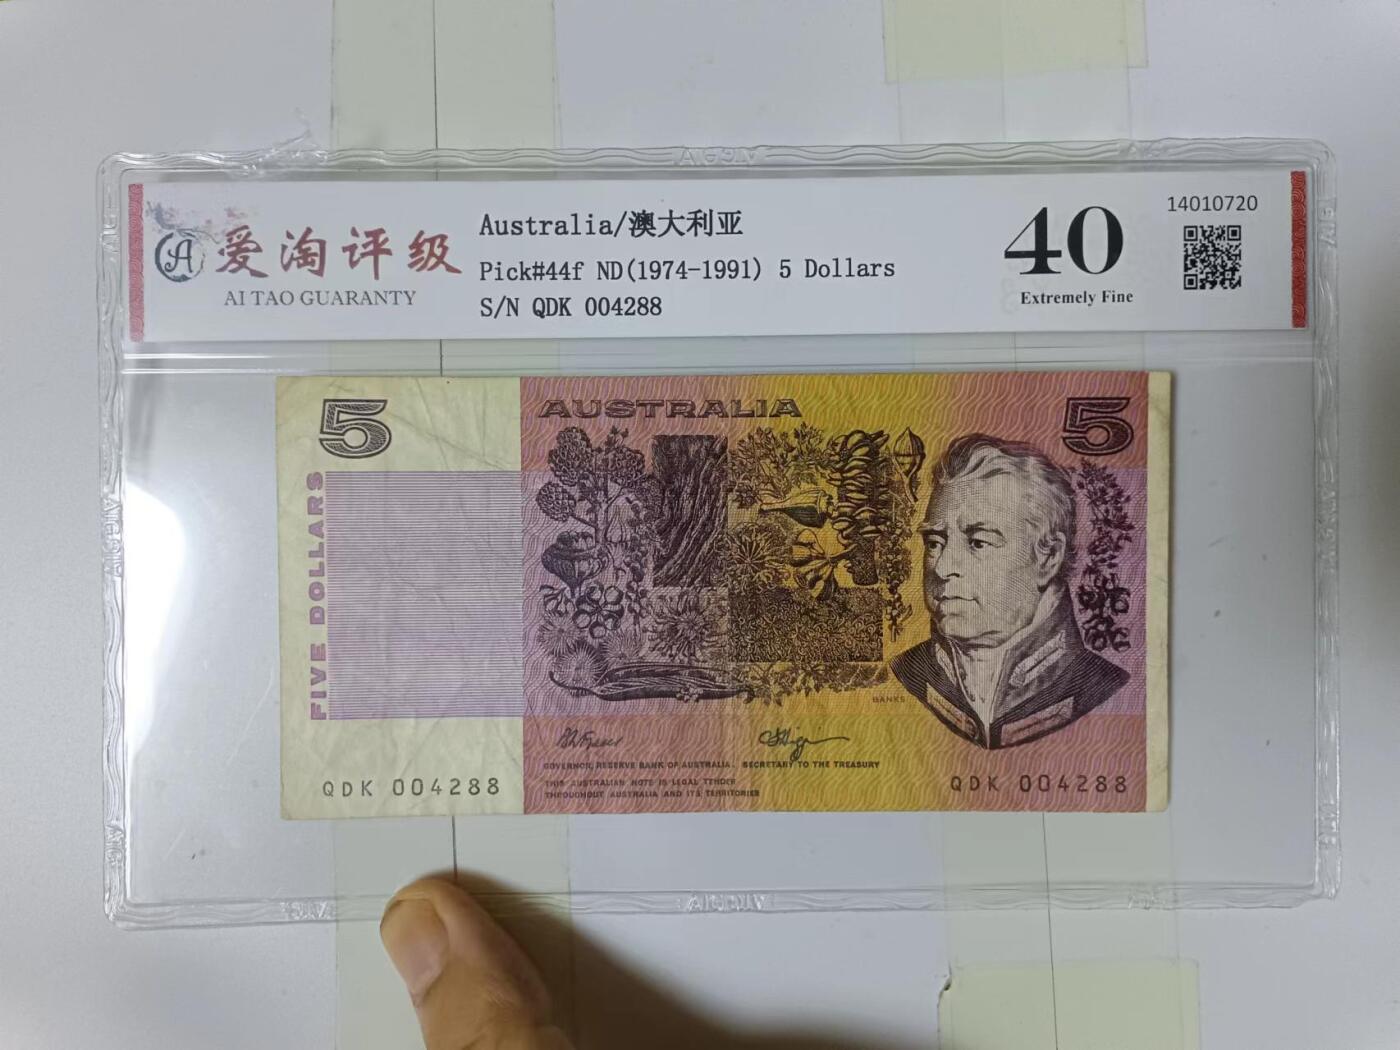 爱淘评级
AI TAO GUARANTY
Australia/澳大利亚
Pick#44f ND(1974-1991) 5 Dollars
S/N QDK 004288
40
Extremely Fine
14010720
5
AUSTRALIA
5
FIVE DOLLARS
BANKS
GOVERNOR, RESERVE BANK OF AUSTRALIA. SECRETARY TO THE TREASURY
THIS AUSTRALIAN NOTE IS LEGAL TENDER
THROUGHOUT AUSTRALIA AND ITS TERRITORIES
QDK 004288
QDK 004288